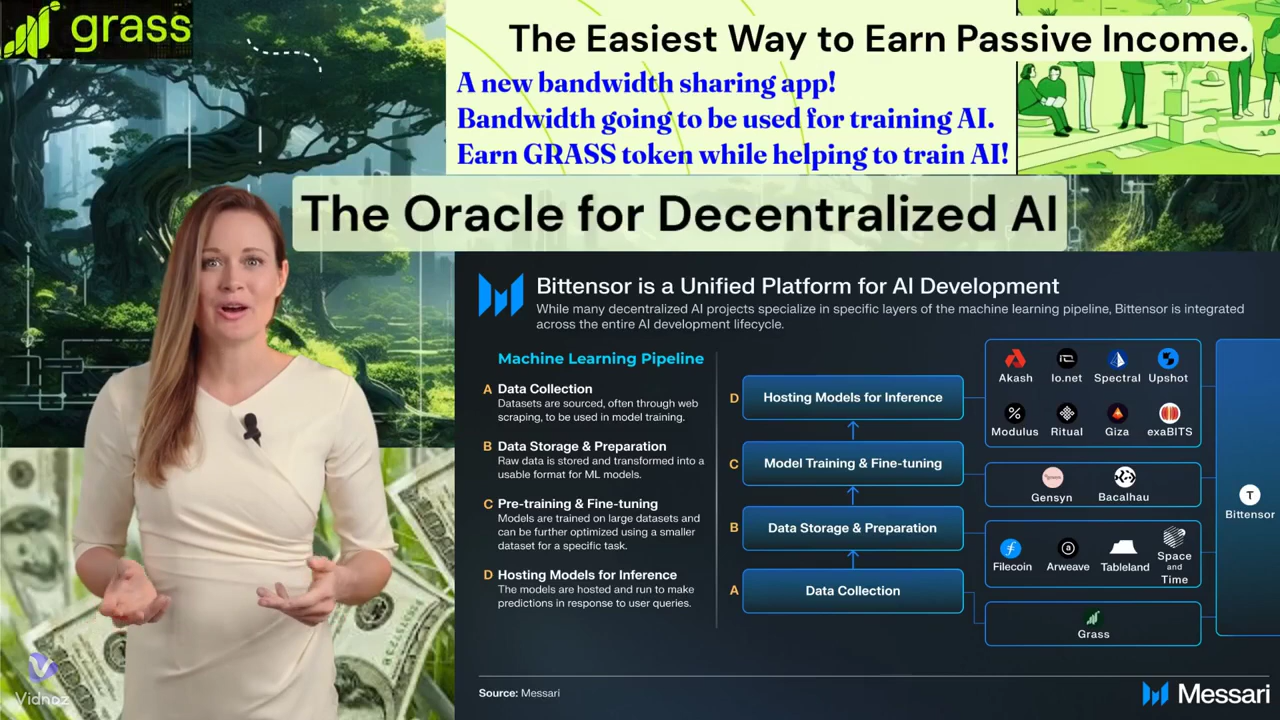 grass
The Easiest Way to Earn Passive Income.
A new bandwidth sharing app!
Bandwidth going to be used for training AI.
Earn GRASS token while helping to train AI!
The Oracle for Decentralized AI
Bittensor is a Unified Platform for AI Development
While many decentralized AI projects specialize in specific layers of the machine learning pipeline, Bittensor is integrated
across the entire AI development lifecycle.
Machine Learning Pipeline
A Data Collection
Datasets are sourced, often through web
scraping, to be used in model training.
B Data Storage & Preparation
Raw data is stored and transformed into a
usable format for ML models.
C Pre-training & Fine-tuning
Models are trained on large datasets and
can be further optimized using a smaller
dataset for a specific task.
D Hosting Models for Inference
The models are hosted and run to make
predictions in response to user queries.
D Hosting Models for Inference
C Model Training & Fine-tuning
B Data Storage & Preparation
A Data Collection
Akash Io.net Spectral Upshot
Modulus Ritual Giza exaBITS
Gensyn Bacalhau
Filecoin Arweave Tableland Space
and
Time
Grass
Bittensor
Source: Messari
Messari
Vidnoz